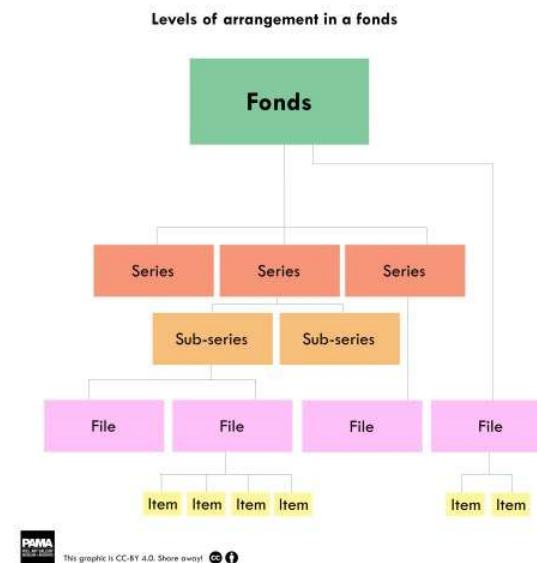 Levels of arrangement in a fonds
Fonds
Series Series Series
Sub-series Sub-series
File File File File
Item Item Item Item Item Item
PAMA
This graphic is CC-BY 4.0. Share away!